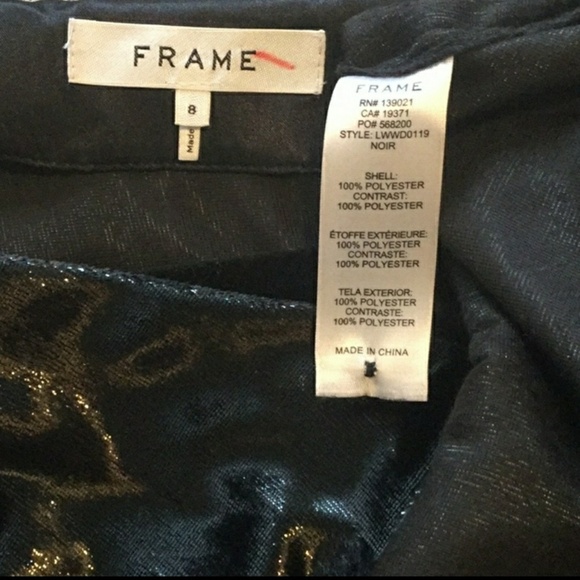 FRAME
8
Made
FRAME
RN# 139021
CA# 19371
PO# 568200
STYLE: LWWD0119
NOIR
SHELL:
100% POLYESTER
CONTRAST:
100% POLYESTER
ÉTOFFE EXTÉRIEURE:
100% POLYESTER
CONTRASTE:
100% POLYESTER
TELA EXTERIOR:
100% POLYESTER
CONTRASTE:
100% POLYESTER
MADE IN CHINA